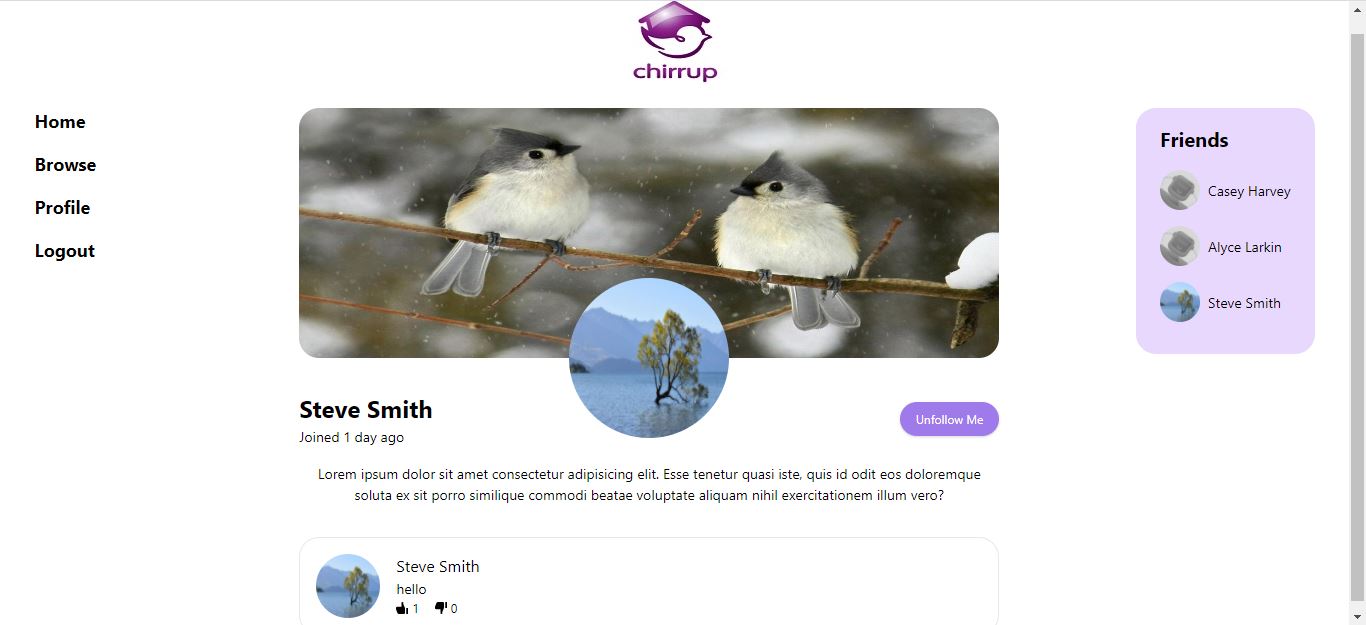 chirrup
Home
Browse
Profile
Logout
Steve Smith
Joined 1 day ago
Unfollow Me
Lorem ipsum dolor sit amet consectetur adipisicing elit. Esse tenetur quasi iste, quis id odit eos doloremque
soluta ex sit porro similique commodi beatae voluptate aliquam nihil exercitationem illum vero?
Steve Smith
hello
1 0
Friends
Casey Harvey
Alyce Larkin
Steve Smith